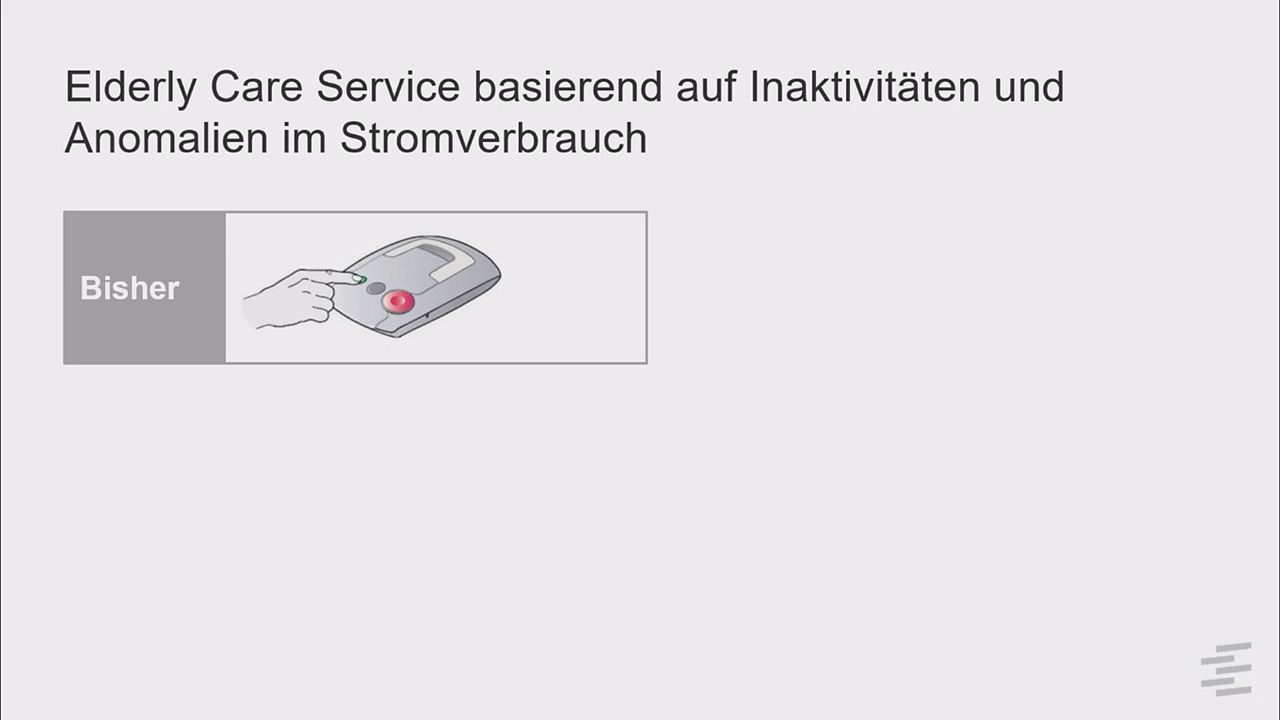 Elderly Care Service basierend auf Inaktivitäten und
Anomalien im Stromverbrauch
Bisher